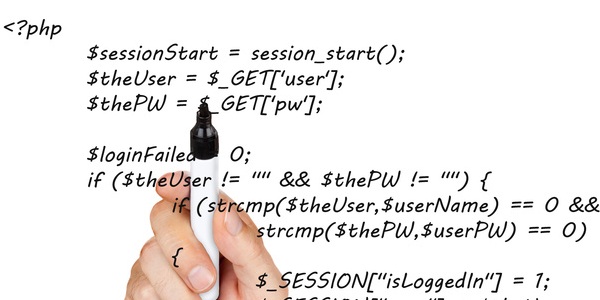 <?php
$sessionStart = session_start();
$theUser = $_GET['user'];
$thePW = $_GET['pw'];
$loginFailed = 0;
if ($theUser != "" && $thePW != "") {
if (strcmp($theUser,$userName) == 0 &&
strcmp($thePW,$userPW) == 0)
{
$_SESSION["isLoggedIn"] = 1;